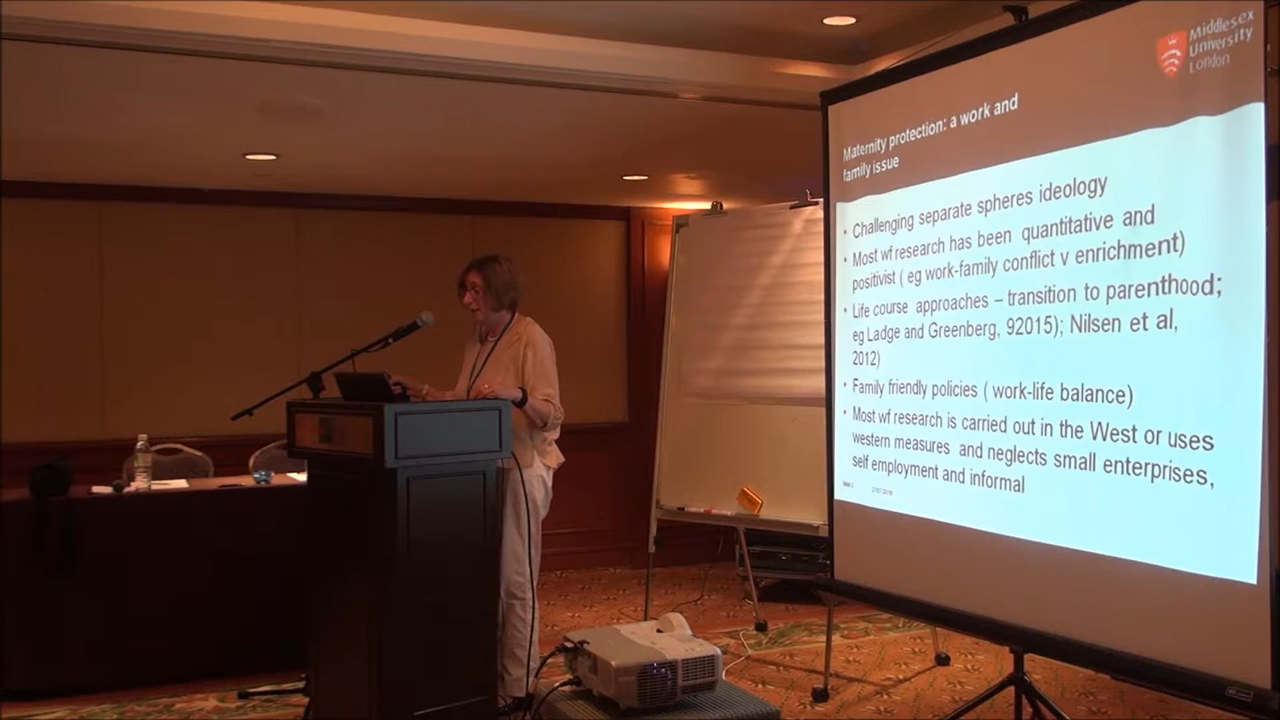 Middlesex
University
London
Maternity protection: a work and
family issue
• Challenging separate spheres ideology
• Most wf research has been quantitative and
positivist ( eg work-family conflict v enrichment)
• Life course approaches – transition to parenthood;
eg Ladge and Greenberg, 92015); Nilsen et al,
2012)
• Family friendly policies ( work-life balance)
• Most wf research is carried out in the West or uses
western measures and neglects small enterprises,
self employment and informal